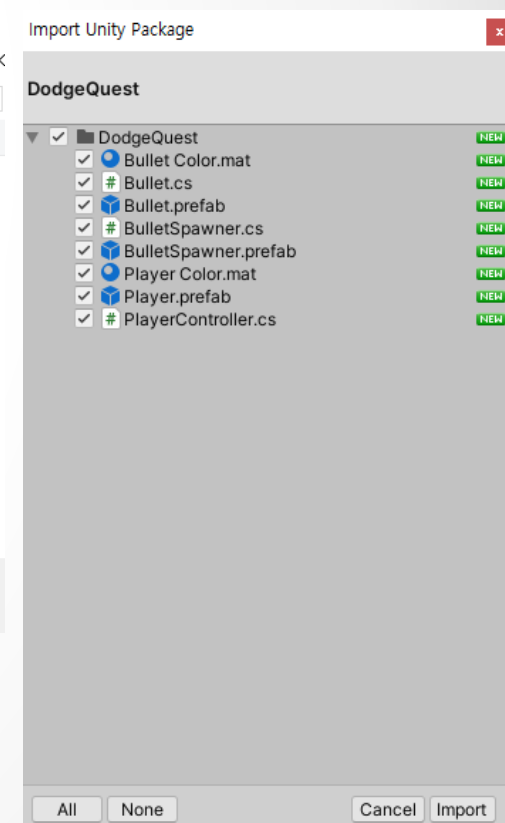 Import Unity Package
x
DodgeQuest
DodgeQuest NEW
Bullet Color.mat NEW
# Bullet.cs NEW
Bullet.prefab NEW
# BulletSpawner.cs NEW
BulletSpawner.prefab NEW
Player Color.mat NEW
Player.prefab NEW
# PlayerController.cs NEW
All None Cancel Import